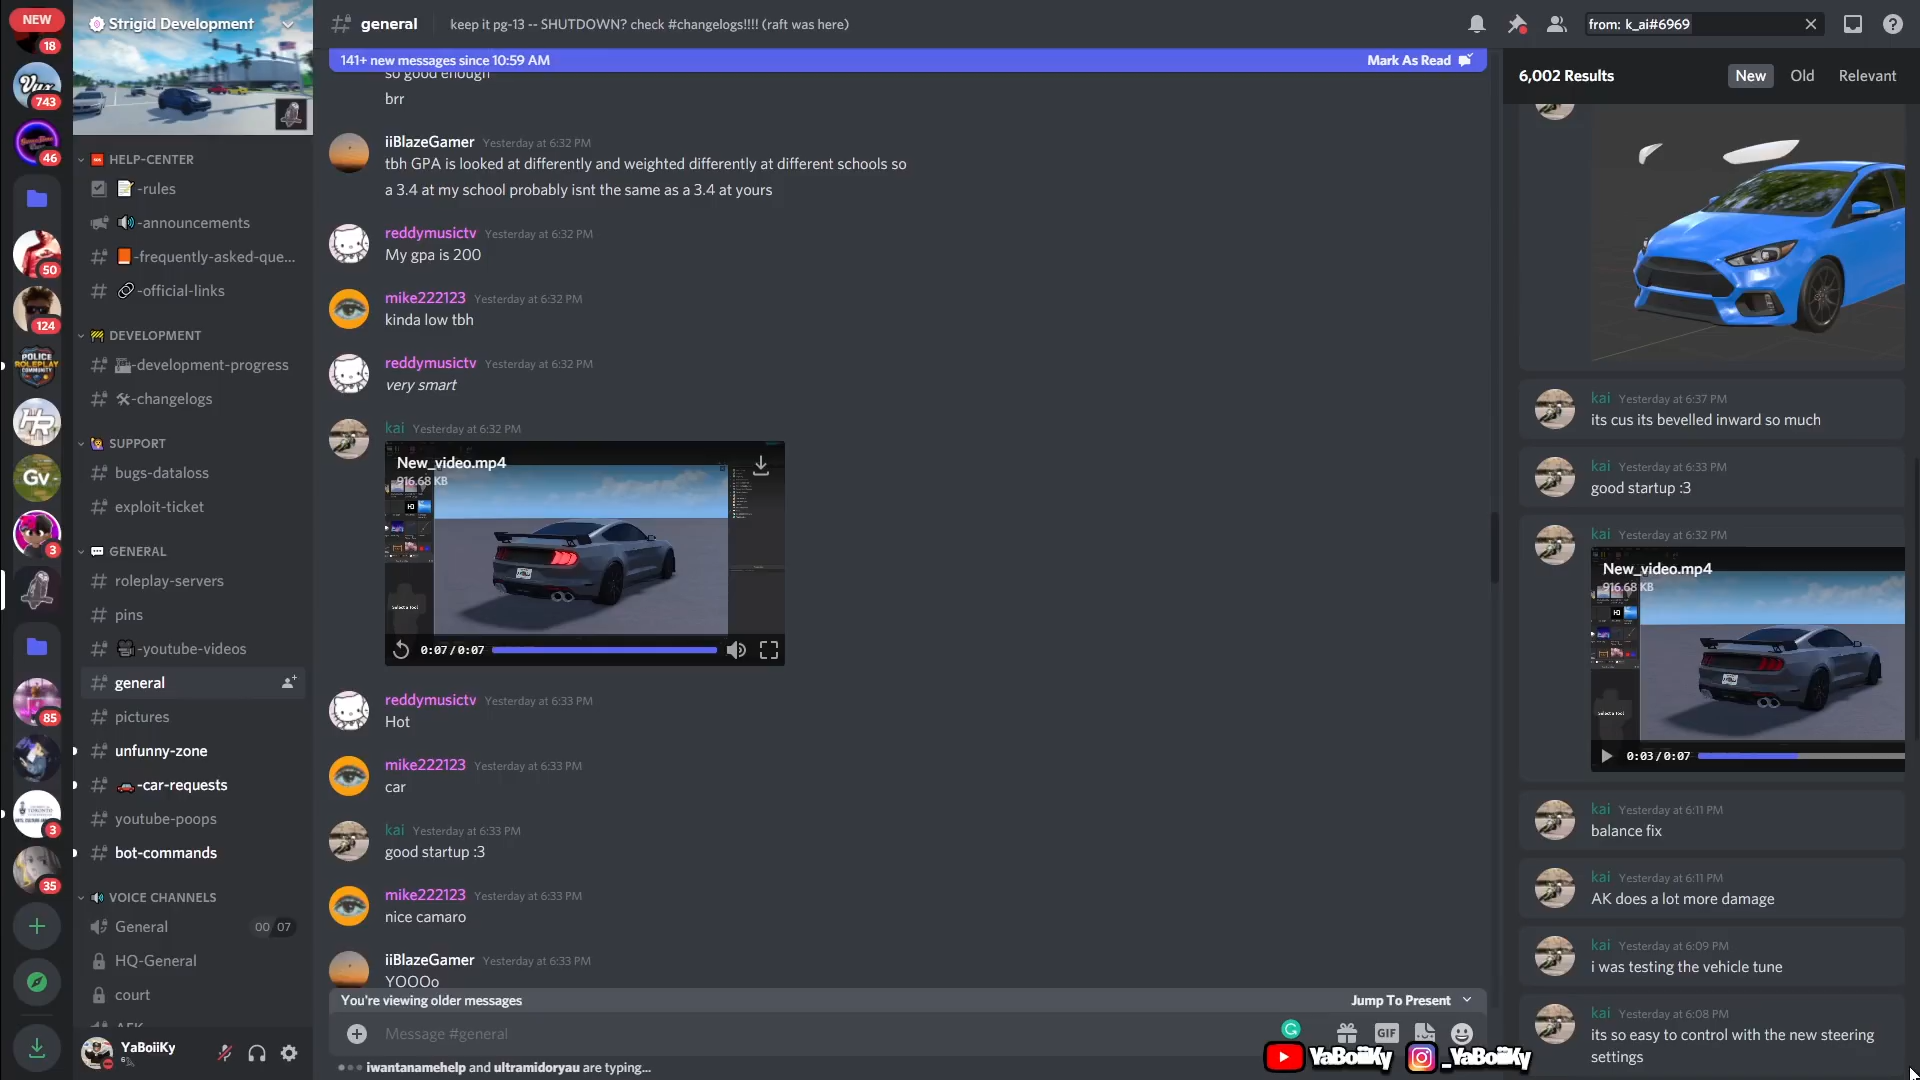 NEW
18
Vux
743
46
50
124
POLICE
ROLEPLAY
COMMUNITY
HR
GV
3
85
3
35
Strigid Development
HELP-CENTER
-rules
-announcements
-frequently-asked-que...
-official-links
DEVELOPMENT
-development-progress
-changelogs
SUPPORT
bugs-dataloss
exploit-ticket
GENERAL
roleplay-servers
pins
-youtube-videos
general
pictures
unfunny-zone
-car-requests
youtube-poops
bot-commands
VOICE CHANNELS
General 00 07
HQ-General
court
AFK
YaBoiiKy
general keep it pg-13 -- SHUTDOWN? check #changelogs!!!! (raft was here)
141+ new messages since 10:59 AM Mark As Read
so good enough
brr
iiBlazeGamer Yesterday at 6:32 PM
tbh GPA is looked at differently and weighted differently at different schools so
a 3.4 at my school probably isnt the same as a 3.4 at yours
reddymusictv Yesterday at 6:32 PM
My gpa is 200
mike222123 Yesterday at 6:32 PM
kinda low tbh
reddymusictv Yesterday at 6:32 PM
very smart
kai Yesterday at 6:32 PM
New_video.mp4
916.68 KB
Select a tool
0:07/0:07
reddymusictv Yesterday at 6:33 PM
Hot
mike222123 Yesterday at 6:33 PM
car
kai Yesterday at 6:33 PM
good startup :3
mike222123 Yesterday at 6:33 PM
nice camaro
iiBlazeGamer Yesterday at 6:33 PM
YOOOo
You're viewing older messages Jump To Present
Message #general
GIF
iwantanamehelp and ultramidoryau are typing...
YaBoiiKy _YaBoiiKy
from: k_ai#6969
6,002 Results New Old Relevant
kai Yesterday at 6:37 PM
its cus its bevelled inward so much
kai Yesterday at 6:33 PM
good startup :3
kai Yesterday at 6:32 PM
New_video.mp4
916.68 KB
Select a tool
0:03/0:07
kai Yesterday at 6:11 PM
balance fix
kai Yesterday at 6:11 PM
AK does a lot more damage
kai Yesterday at 6:09 PM
i was testing the vehicle tune
kai Yesterday at 6:08 PM
its so easy to control with the new steering
settings